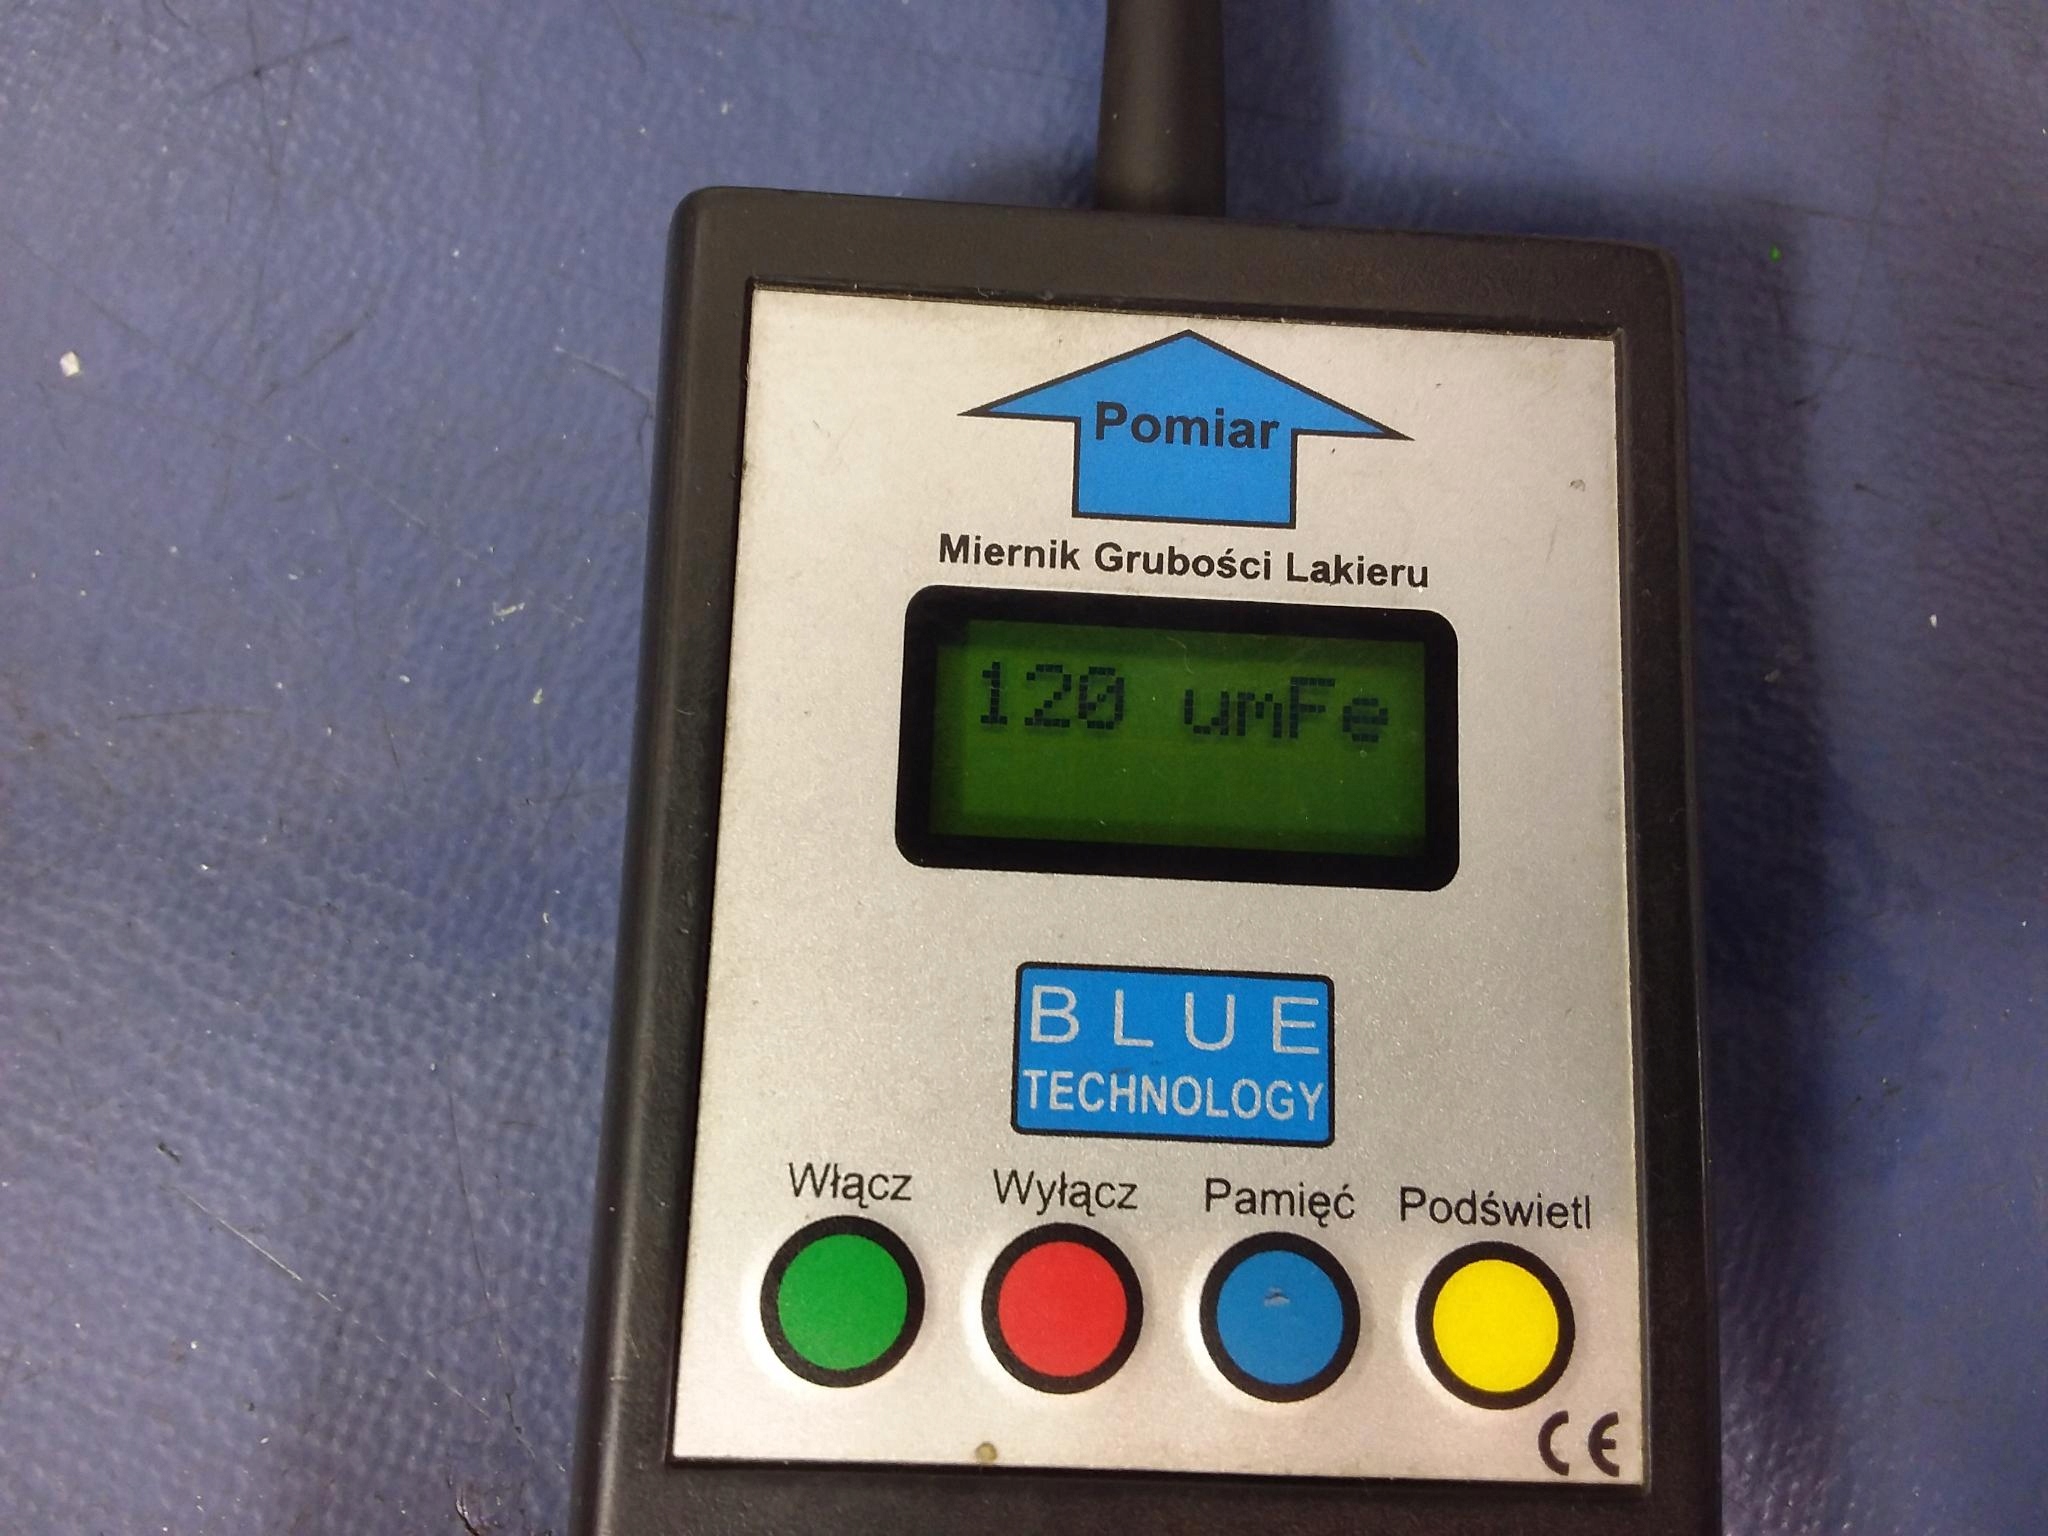 Pomiar
Miernik Grubości Lakieru
120 umFe
BLUE
TECHNOLOGY
Włącz Wyłącz Pamięć Podświetl
CE